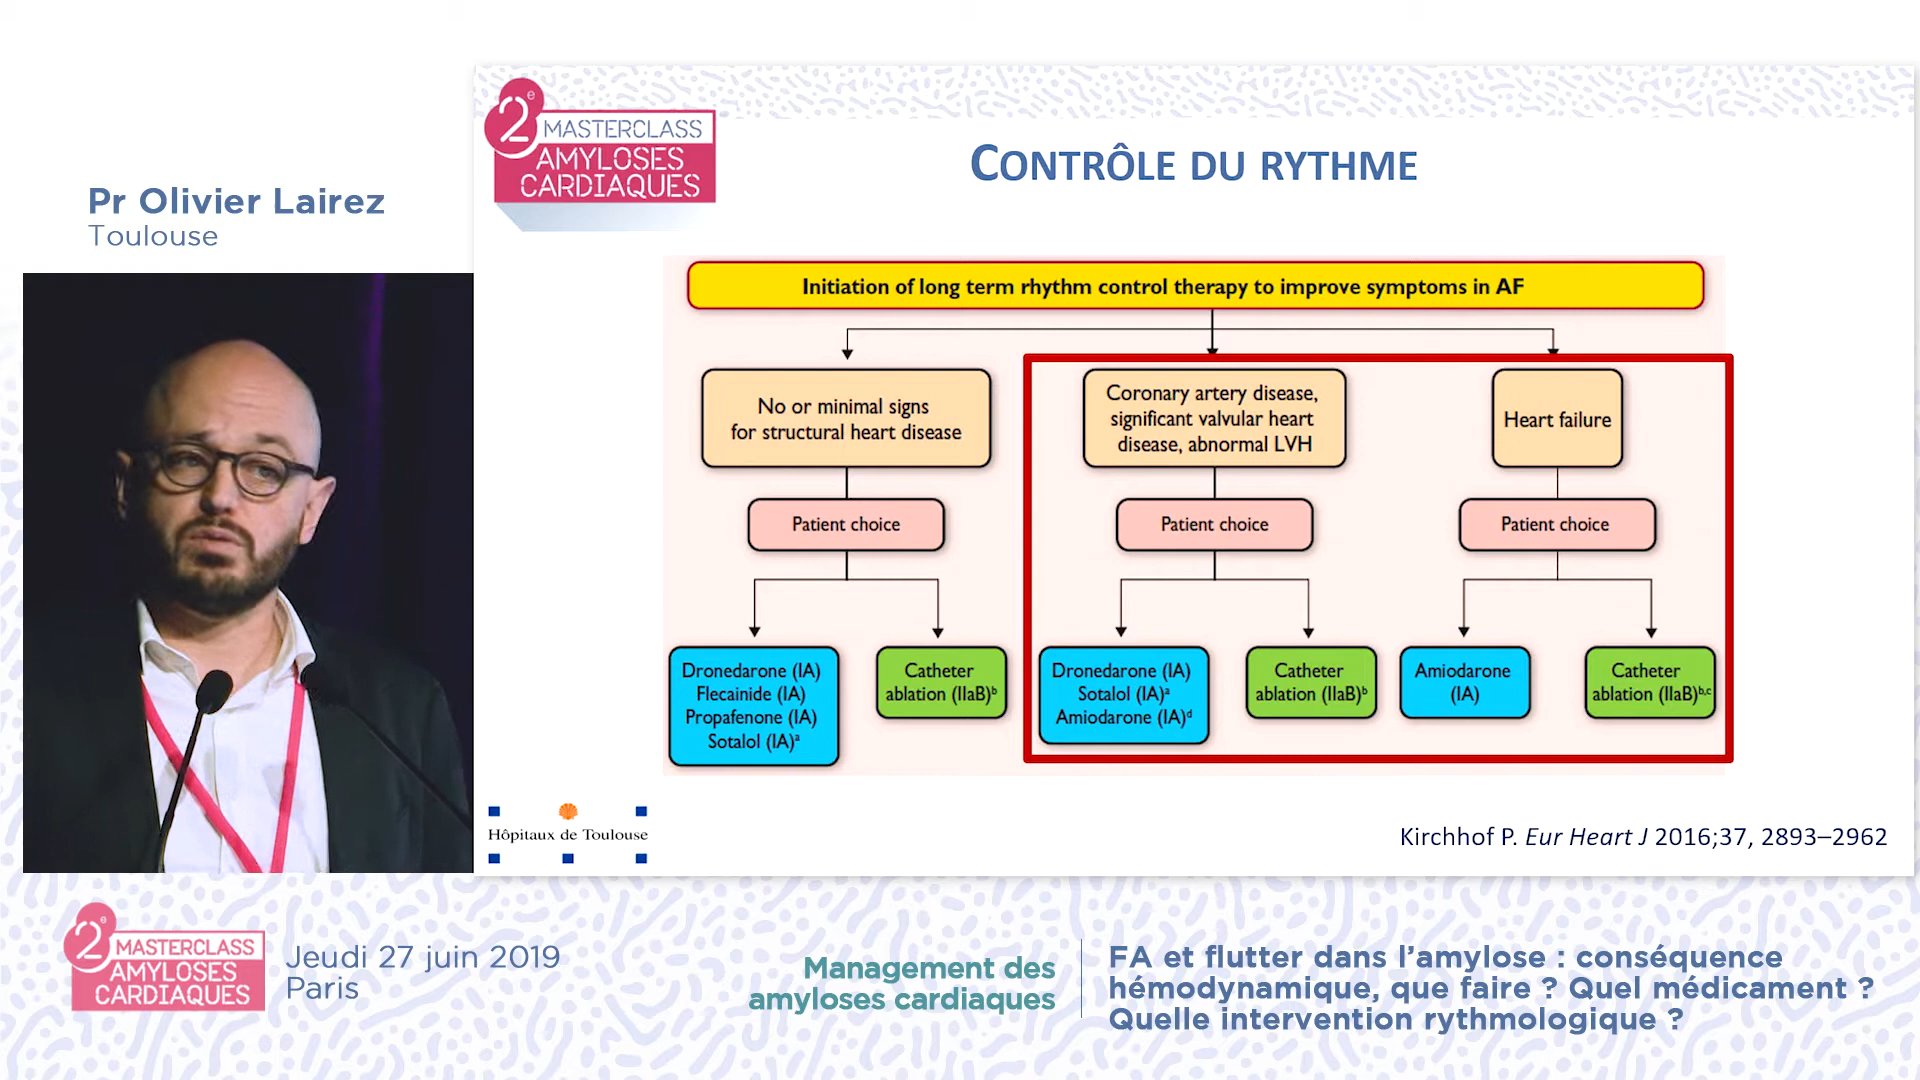 2e
MASTERCLASS
AMYLOSES
CARDIAQUES
CONTRÔLE DU RYTHME
Pr Olivier Lairez
Toulouse
Initiation of long term rhythm control therapy to improve symptoms in AF
No or minimal signs
for structural heart disease
Coronary artery disease,
significant valvular heart
disease, abnormal LVH
Heart failure
Patient choice
Patient choice
Patient choice
Dronedarone (IA)
Flecainide (IA)
Propafenone (IA)
Sotalol (IA)a
Catheter
ablation (IIaB)b
Dronedarone (IA)
Sotalol (IA)a
Amiodarone (IA)d
Catheter
ablation (IIaB)b
Amiodarone
(IA)
Catheter
ablation (IIaB)b,c
Hôpitaux de Toulouse
Kirchhof P. Eur Heart J 2016;37, 2893–2962
2e
MASTERCLASS
AMYLOSES
CARDIAQUES
Jeudi 27 juin 2019
Paris
Management des
amyloses cardiaques
FA et flutter dans l’amylose : conséquence
hémodynamique, que faire ? Quel médicament ?
Quelle intervention rythmologique ?